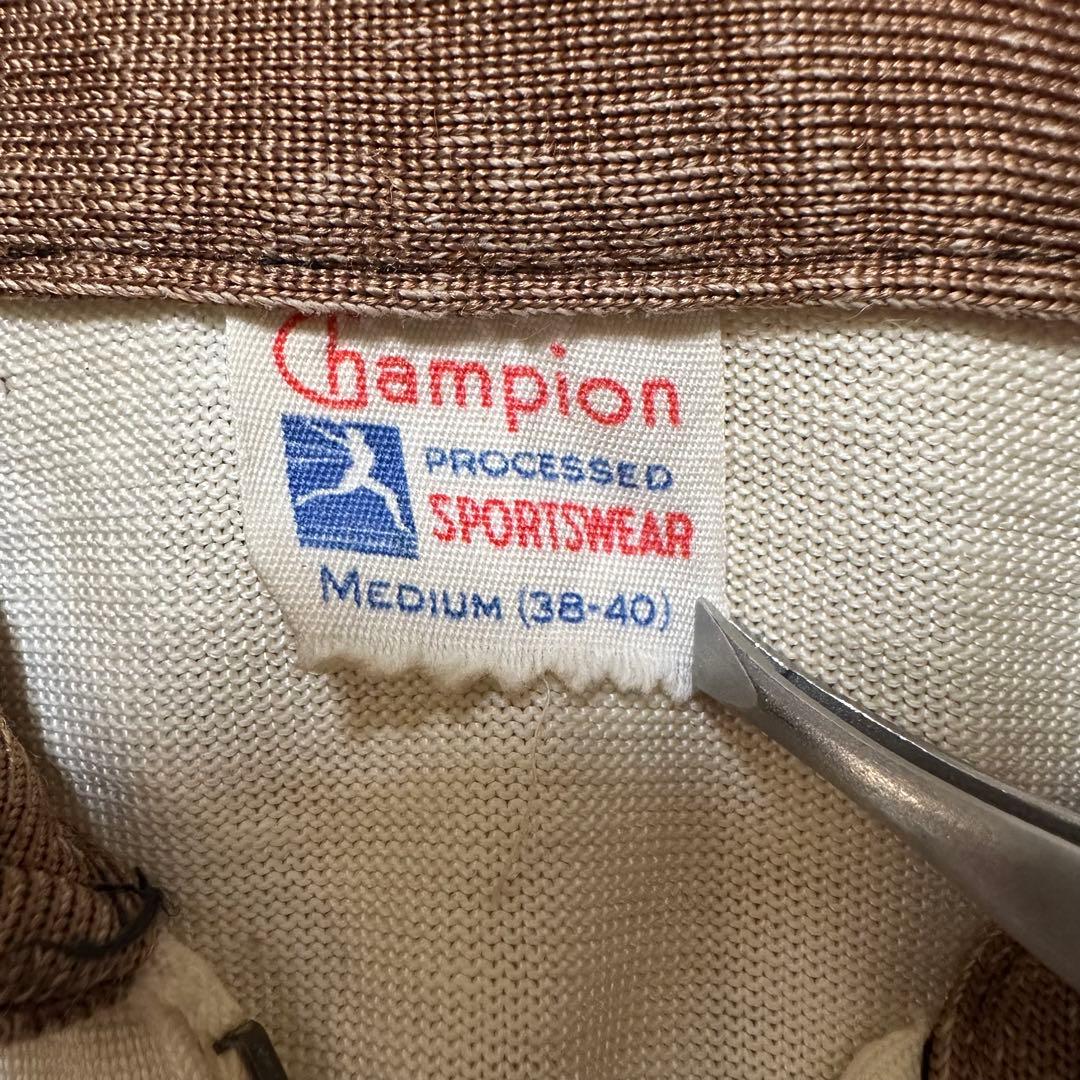 Champion
PROCESSED
SPORTSWEAR
MEDIUM (38-40)